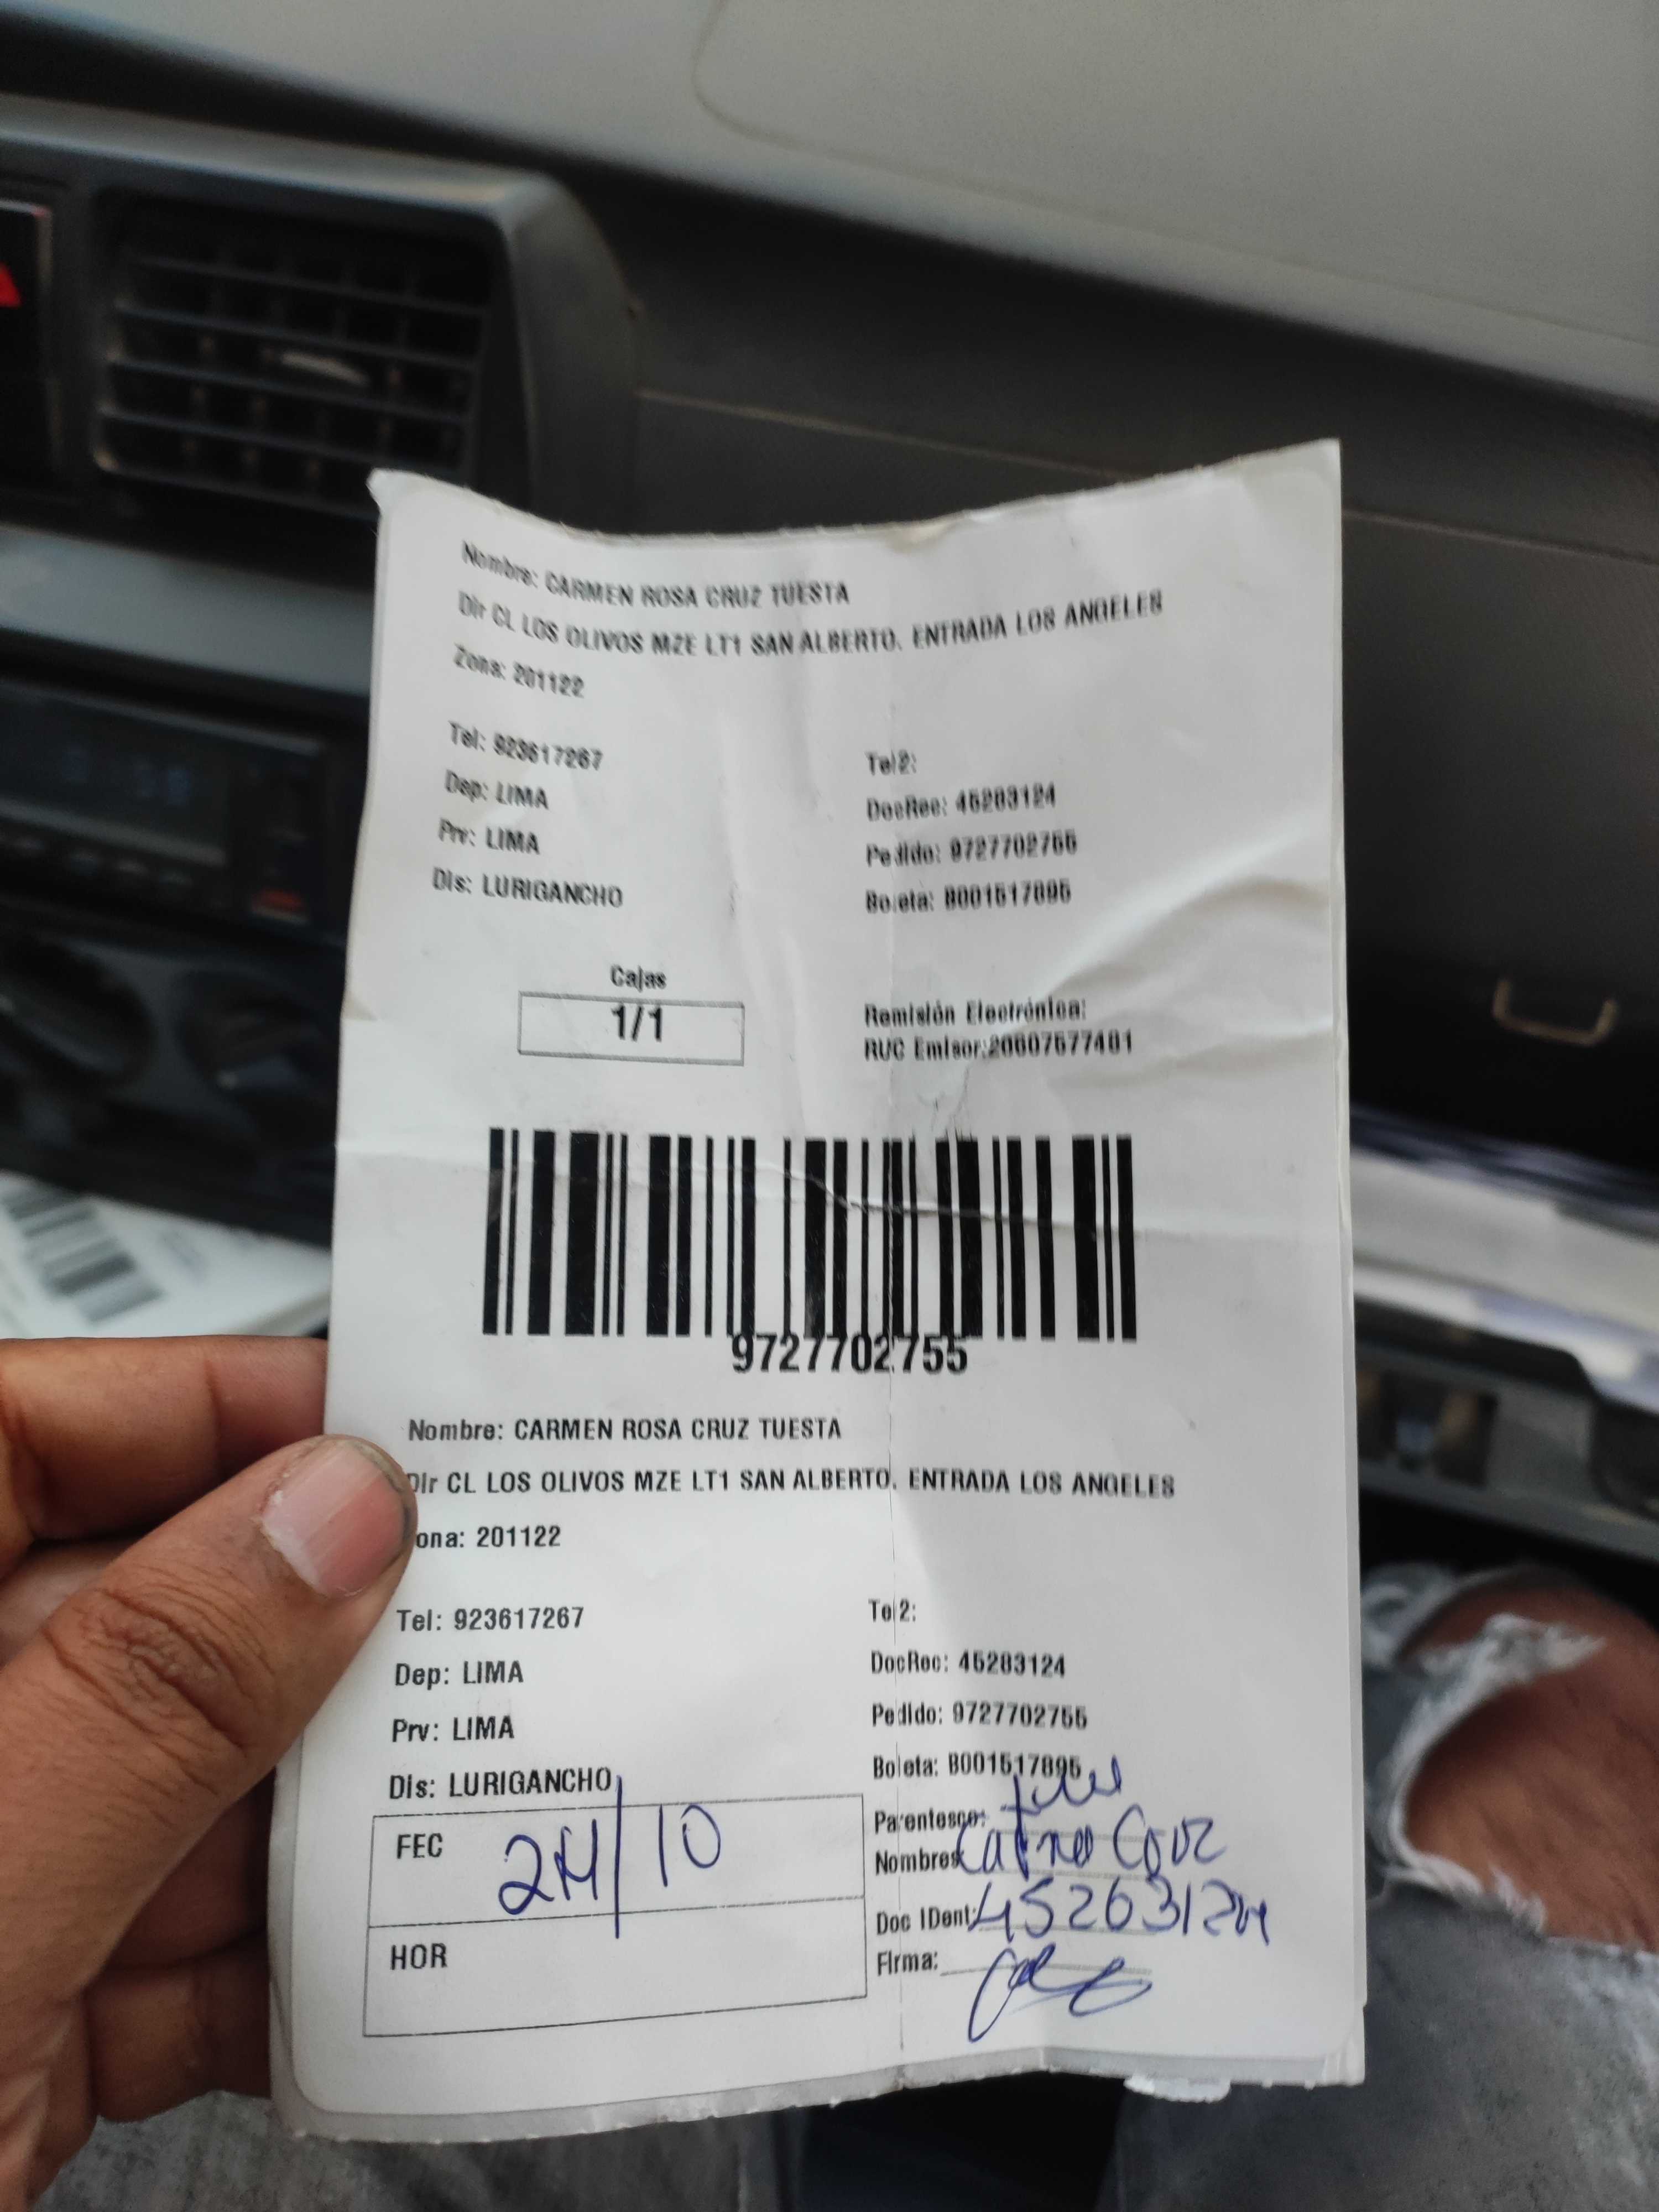 Nombre: CARMEN ROSA CRUZ TUESTA
Dir CL LOS OLIVOS MZE LT1 SAN ALBERTO. ENTRADA LOS ANGELES
Zona: 201122
Tel: 923617267
Tel2:
Dep: LIMA
DocRec: 45283124
Prv: LIMA
Pedido: 9727702755
Dis: LURIGANCHO
Boleta: B001517895
Cajas
1/1
Remisión Electrónica:
RUC Emisor:20607577401
9727702755
Nombre: CARMEN ROSA CRUZ TUESTA
Dir CL LOS OLIVOS MZE LT1 SAN ALBERTO. ENTRADA LOS ANGELES
ona: 201122
Tel: 923617267
Tel2:
Dep: LIMA
DocRec: 45283124
Prv: LIMA
Pedido: 9727702755
Dis: LURIGANCHO
Boleta: B001517895
FEC 24/10
Parentesco:
Nombres
HOR
Doc IDent: 45263124
Firma: